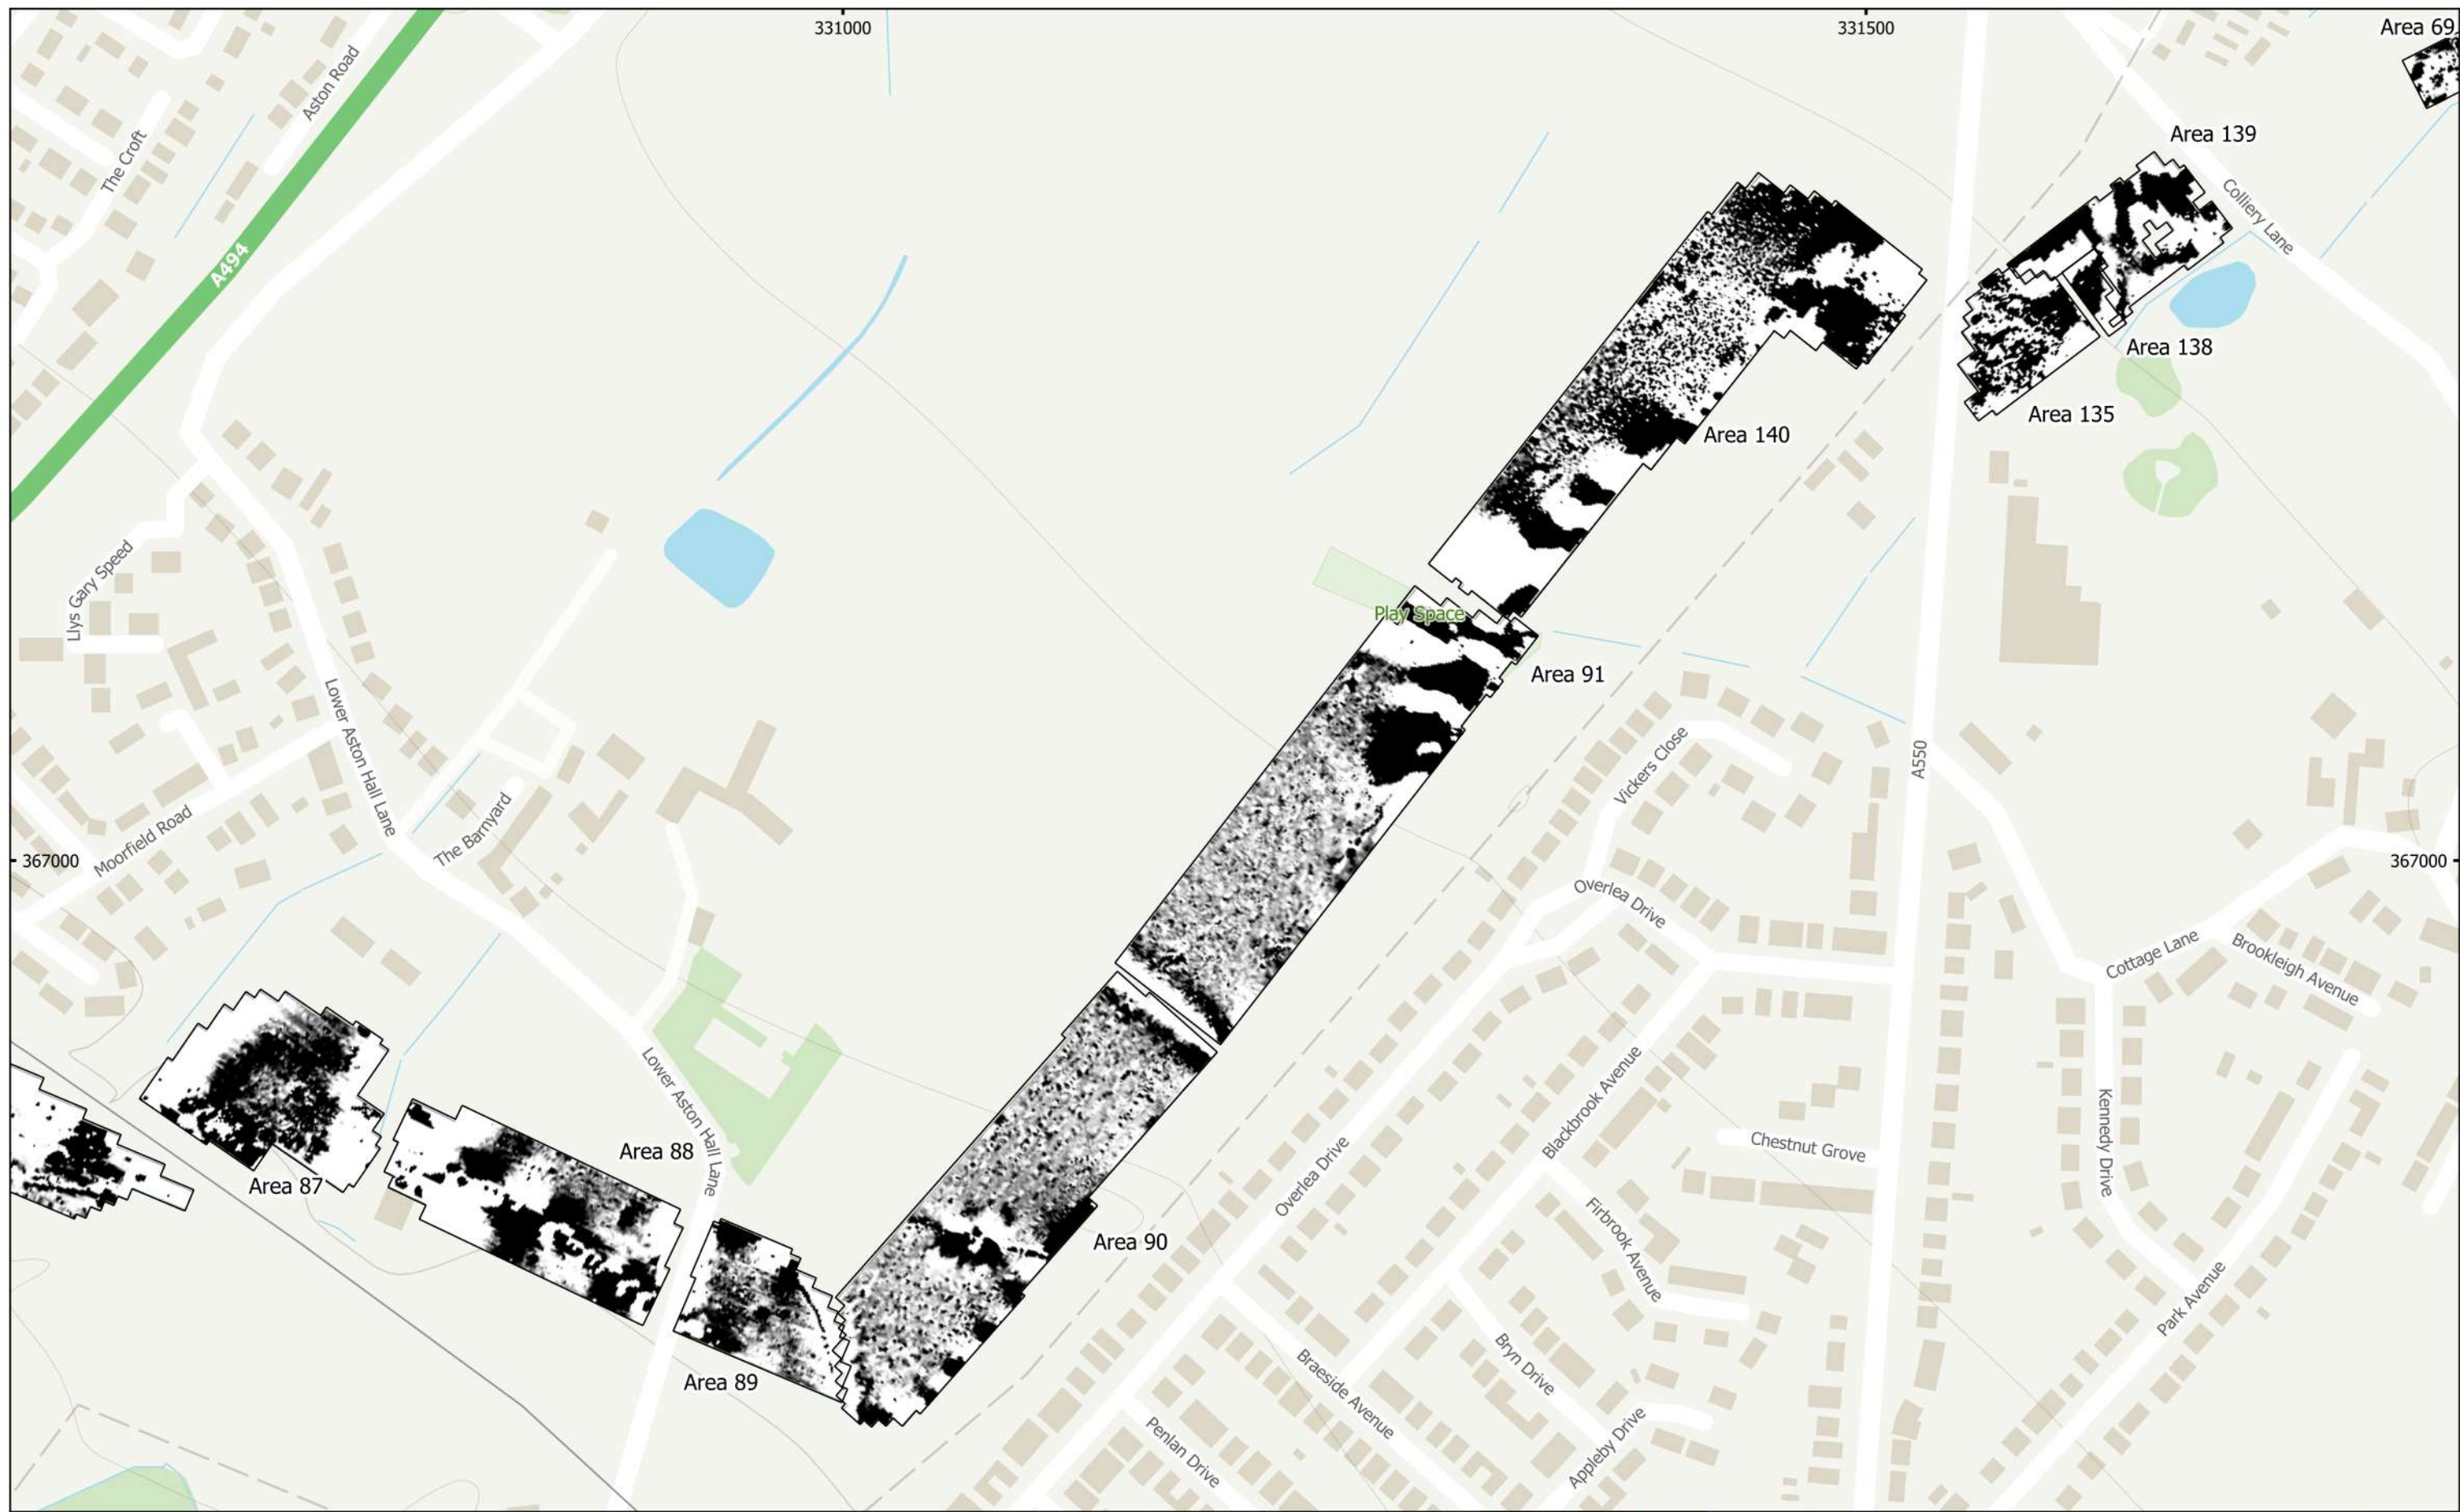 331000
331500
Area 69
Aston Road
The Croft
Area 139
Colliery Lane
A494
Area 138
Area 135
Area 140
Llys Gary Speed
Play Space
Area 91
Lower Aston Hall Lane
Vickers Close
A550
Moorfield Road
The Barnyard
367000
367000
Overlea Drive
Cottage Lane
Brookleigh Avenue
Lower Aston Hall Lane
Blackbrook Avenue
Kennedy Drive
Area 88
Chestnut Grove
Area 87
Overlea Drive
Area 90
Firbrook Avenue
Park Avenue
Area 89
Braeside Avenue
Bryn Drive
Penlan Drive
Appleby Drive